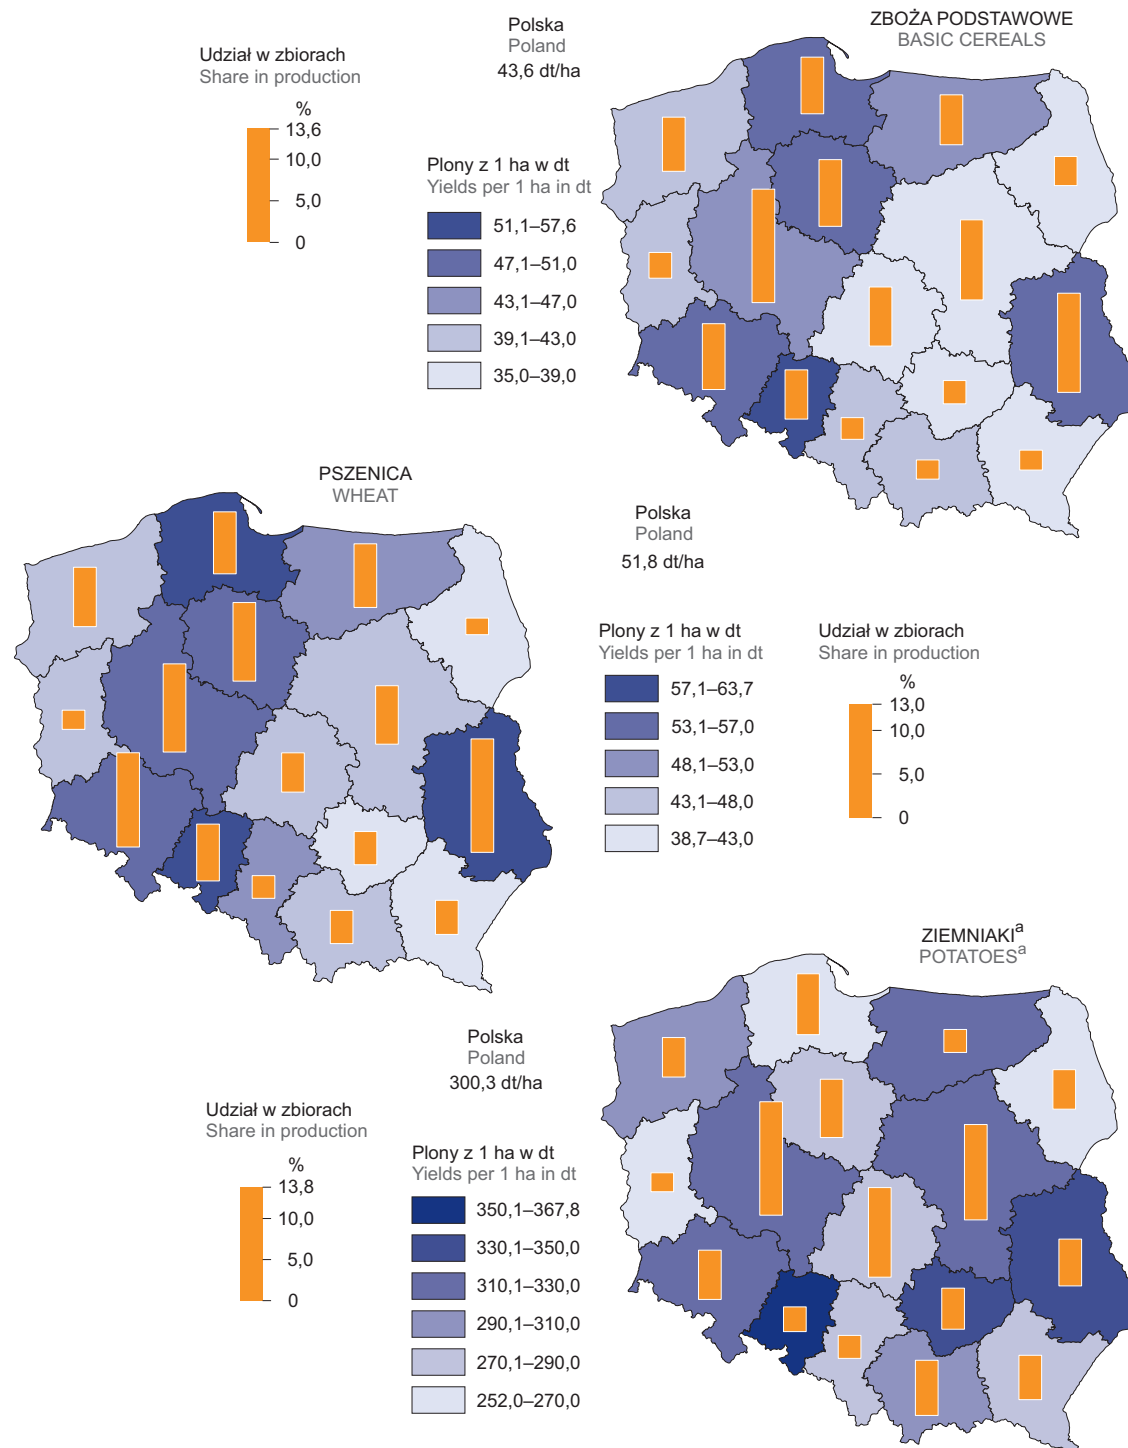 ZBOŻA PODSTAWOWE
BASIC CEREALS
Polska
Poland
43,6 dt/ha
Udział w zbiorach
Share in production
%
13,6
10,0
5,0
0
Plony z 1 ha w dt
Yields per 1 ha in dt
51,1–57,6
47,1–51,0
43,1–47,0
39,1–43,0
35,0–39,0
PSZENICA
WHEAT
Polska
Poland
51,8 dt/ha
Plony z 1 ha w dt
Yields per 1 ha in dt
57,1–63,7
53,1–57,0
48,1–53,0
43,1–48,0
38,7–43,0
Udział w zbiorach
Share in production
%
13,0
10,0
5,0
0
ZIEMNIAKIᵃ
POTATOESᵃ
Polska
Poland
300,3 dt/ha
Udział w zbiorach
Share in production
%
13,8
10,0
5,0
0
Plony z 1 ha w dt
Yields per 1 ha in dt
350,1–367,8
330,1–350,0
310,1–330,0
290,1–310,0
270,1–290,0
252,0–270,0